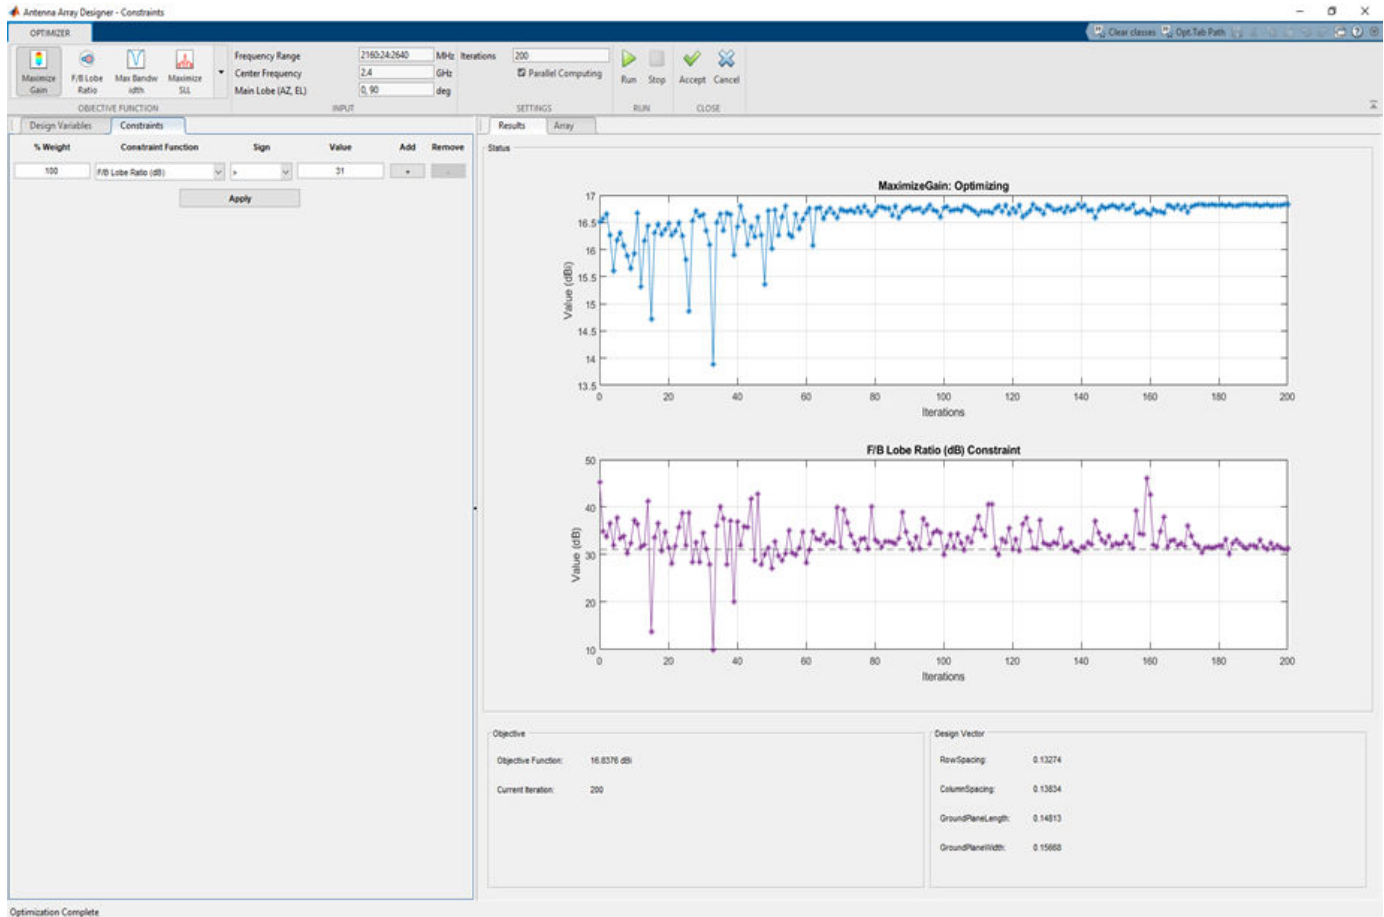 Antenna Array Designer - Constraints
OPTIMIZER
Clear classes Opt.Tab Path
Maximize Gain
F/B Lobe Ratio
Max Bandw idth
Maximize SLL
OBJECTIVE FUNCTION
Frequency Range 2160:24:2640 MHz
Center Frequency 2.4 GHz
Main Lobe (AZ, EL) 0, 90 deg
INPUT
Iterations 200
Parallel Computing
SETTINGS
Run Stop
RUN
Accept Cancel
CLOSE
Design Variables Constraints
% Weight Constraint Function Sign Value Add Remove
100 F/B Lobe Ratio (dB) > 31 + -
Apply
Results Array
Status
MaximizeGain: Optimizing
Value (dBi)
17
16.5
16
15.5
15
14.5
14
13.5
0 20 40 60 80 100 120 140 160 180 200
Iterations
F/B Lobe Ratio (dB) Constraint
Value (dB)
50
40
30
20
10
0 20 40 60 80 100 120 140 160 180 200
Iterations
Objective
Objective Function: 16.8376 dBi
Current Iteration: 200
Design Vector
RowSpacing: 0.13274
ColumnSpacing: 0.13834
GroundPlaneLength: 0.14813
GroundPlaneWidth: 0.15668
Optimization Complete